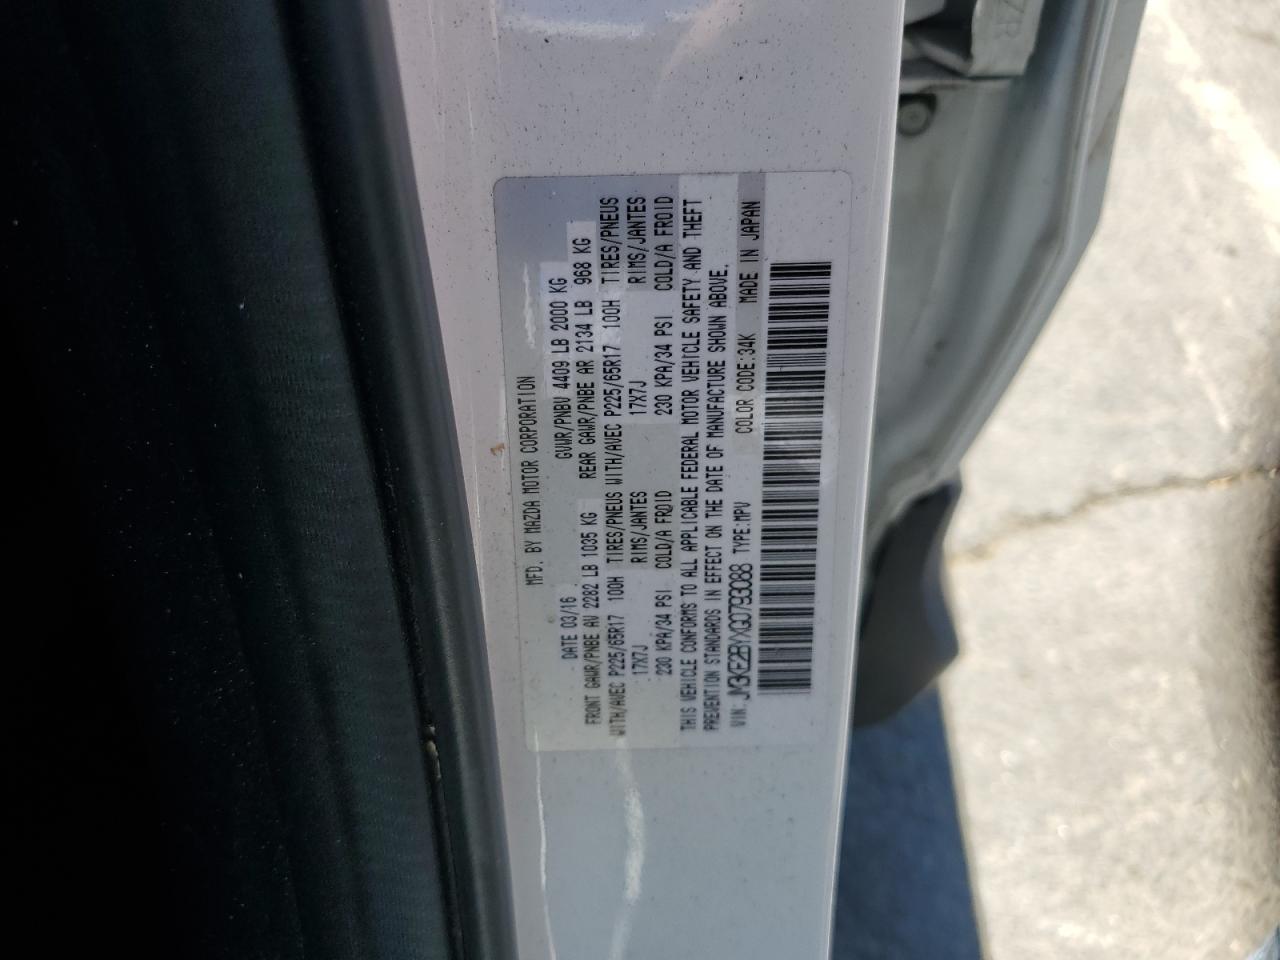 MFD. BY MAZDA MOTOR CORPORATION
DATE 03/16 GVWR/PNBV 4409 LB 2000 KG
FRONT GAWR/PNBE AV 2282 LB 1035 KG REAR GAWR/PNBE AR 2134 LB 968 KG
WITH/AVEC P225/65R17 100H TIRES/PNEUS WITH/AVEC P225/65R17 100H TIRES/PNEUS
17X7J RIMS/JANTES 17X7J RIMS/JANTES
230 KPA/34 PSI COLD/A FROID 230 KPA/34 PSI COLD/A FROID
THIS VEHICLE CONFORMS TO ALL APPLICABLE FEDERAL MOTOR VEHICLE SAFETY AND THEFT
PREVENTION STANDARDS IN EFFECT ON THE DATE OF MANUFACTURE SHOWN ABOVE.
VIN: JM3KE2BYXG0793088 TYPE:MPV COLOR CODE:34K MADE IN JAPAN